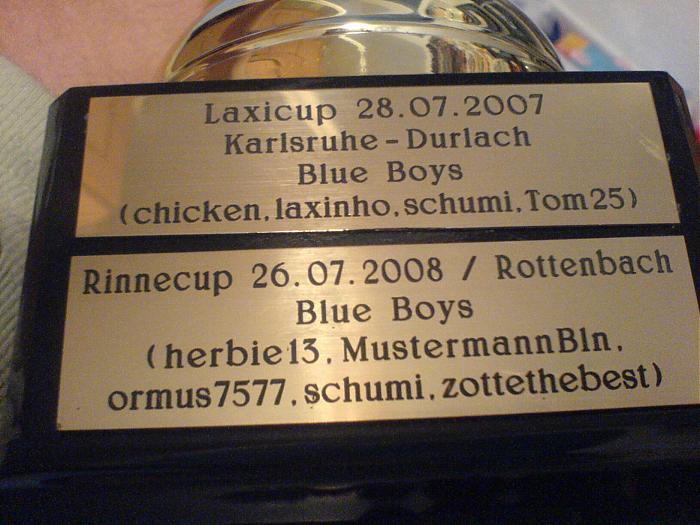 Laxicup 28.07.2007
Karlsruhe - Durlach
Blue Boys
(chicken, laxinho, schumi, Tom25)
Rinnecup 26.07.2008 / Rottenbach
Blue Boys
(herbie13, MustermannBln,
ormus7577, schumi, zottethebest)